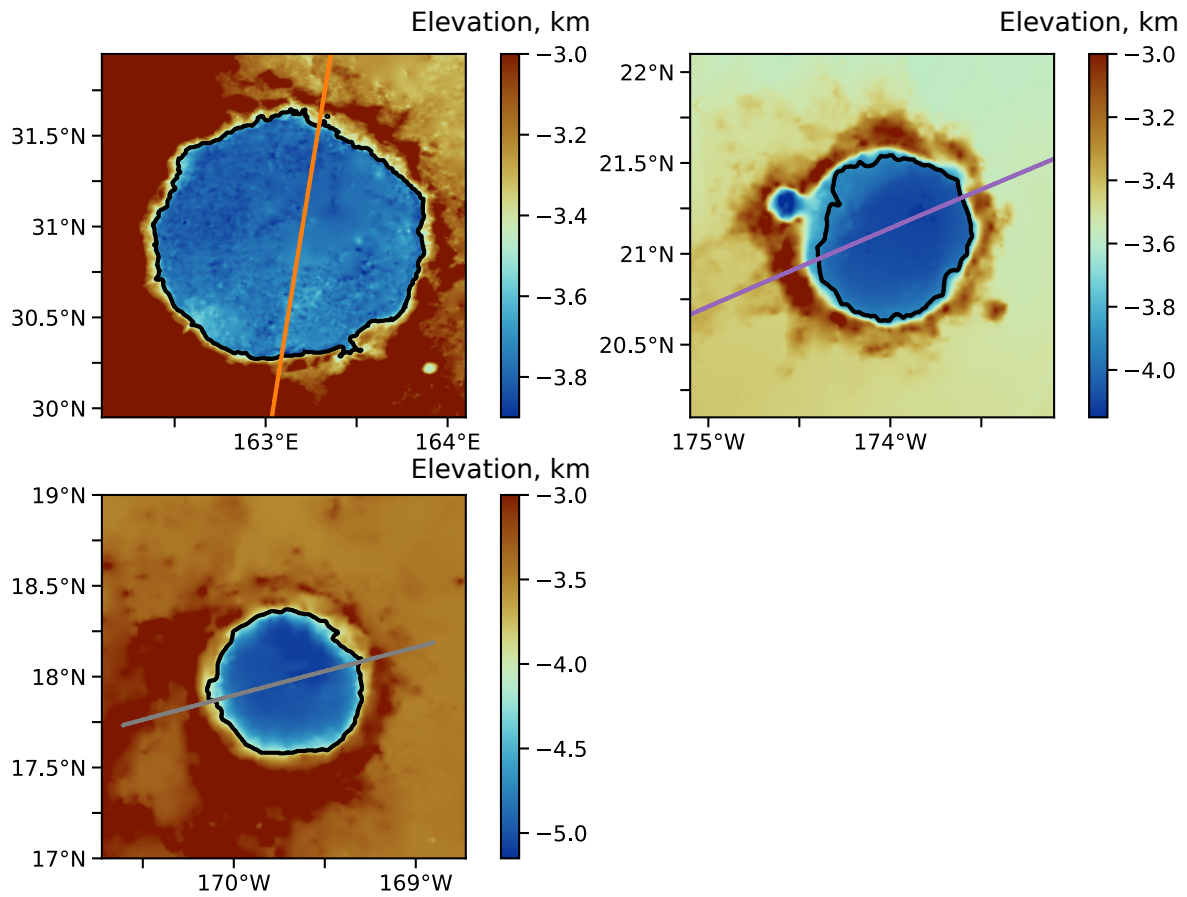 Elevation, km
31.5°N
31°N
30.5°N
30°N
163°E
164°E
−3.0
−3.2
−3.4
−3.6
−3.8
Elevation, km
22°N
21.5°N
21°N
20.5°N
175°W
174°W
−3.0
−3.2
−3.4
−3.6
−3.8
−4.0
Elevation, km
19°N
18.5°N
18°N
17.5°N
17°N
170°W
169°W
−3.0
−3.5
−4.0
−4.5
−5.0